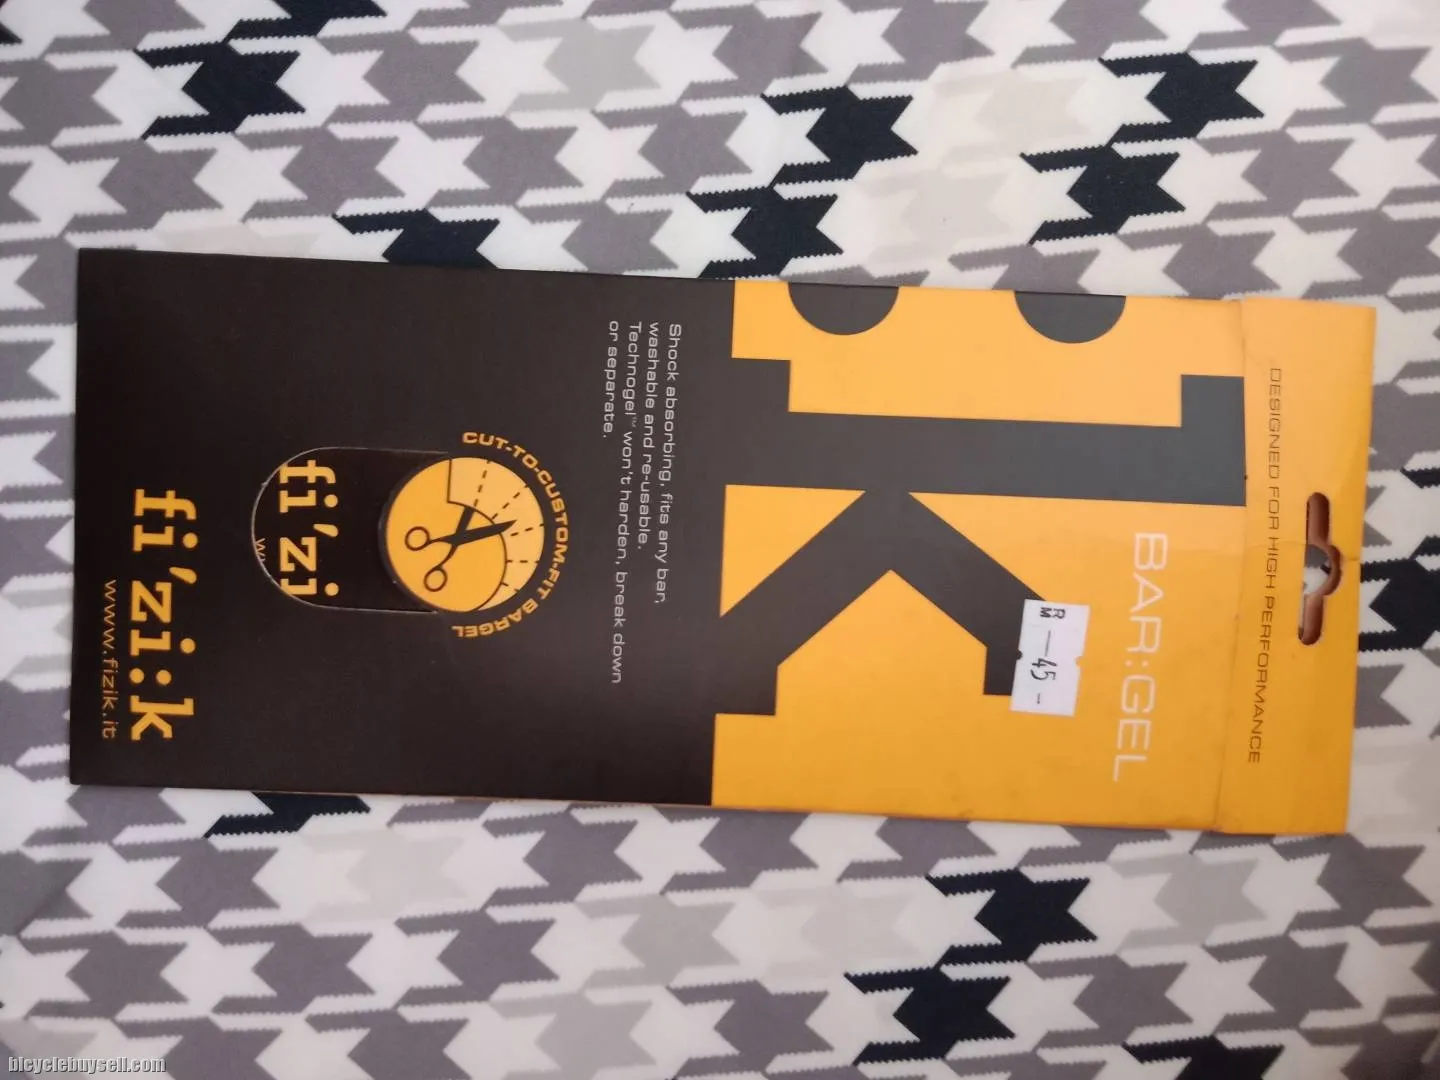 DESIGNED FOR HIGH PERFORMANCE
BAR:GEL
RM
—45-
:k
Shock absorbing, fits any bar,
washable and re-usable.
Technogel™ won't harden, break down
or separate.
CUT-TO-CUSTOM-FIT BARGEL
fi'zi
fi'zi:k
www.fizik.it
bicyclebuysell.com